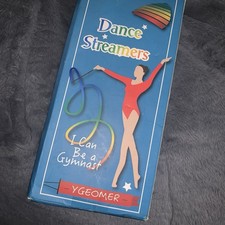 Dance
Streamers
I Can
Be a
Gymnast
YGEOMER